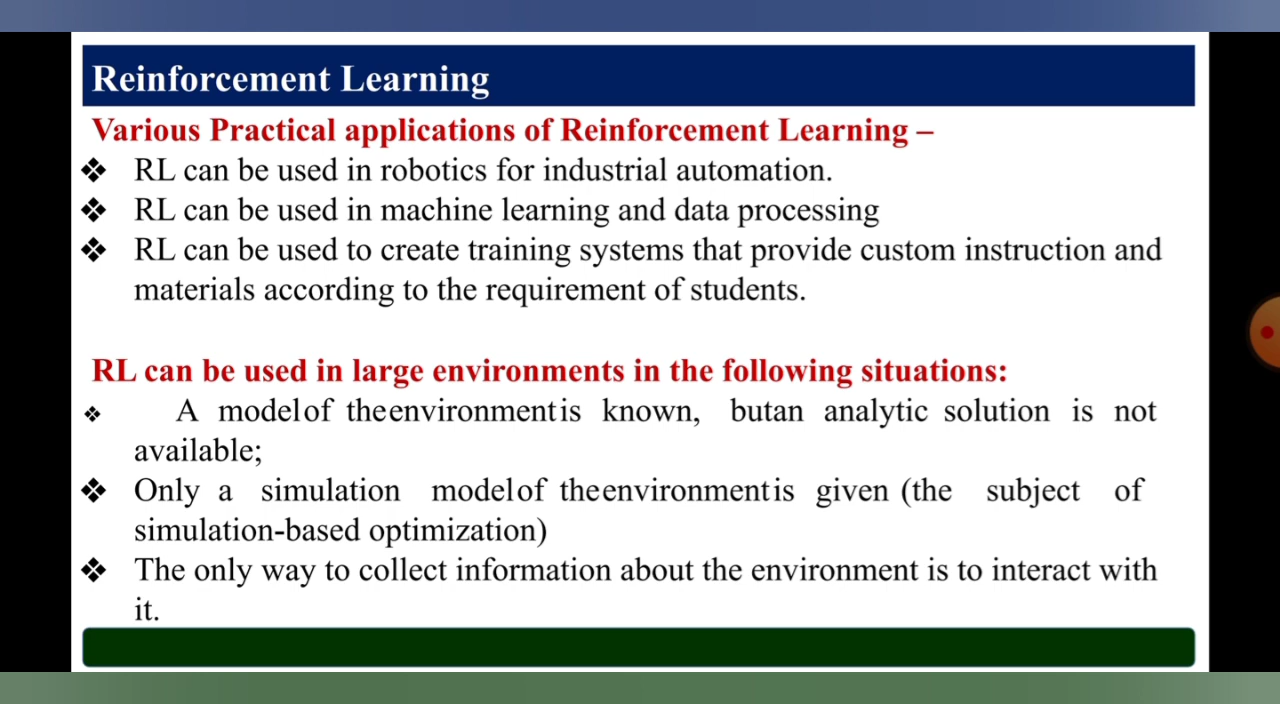 Reinforcement Learning
Various Practical applications of Reinforcement Learning –
❖ RL can be used in robotics for industrial automation.
❖ RL can be used in machine learning and data processing
❖ RL can be used to create training systems that provide custom instruction and
materials according to the requirement of students.
RL can be used in large environments in the following situations:
❖ A modelof theenvironmentis known, butan analytic solution is not
available;
❖ Only a simulation modelof theenvironmentis given (the subject of
simulation-based optimization)
❖ The only way to collect information about the environment is to interact with
it.